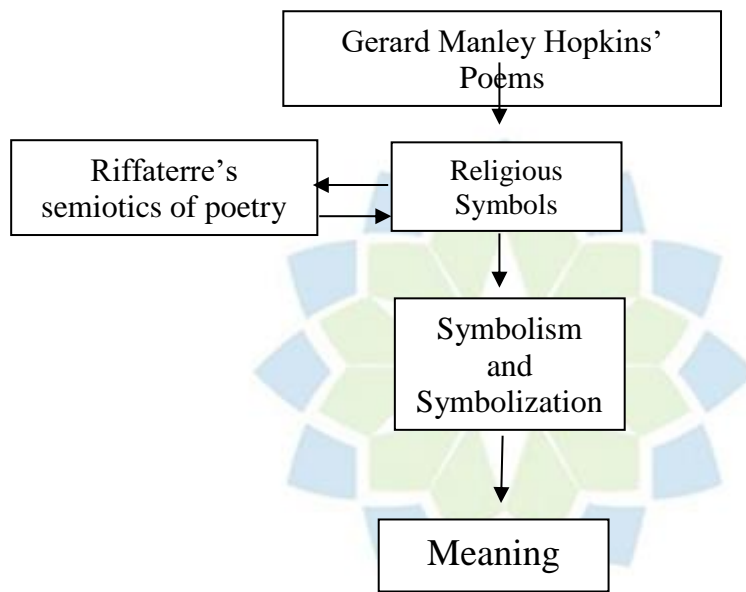 Gerard Manley Hopkins’
Poems
Riffaterre’s
semiotics of poetry
Religious
Symbols
Symbolism
and
Symbolization
Meaning